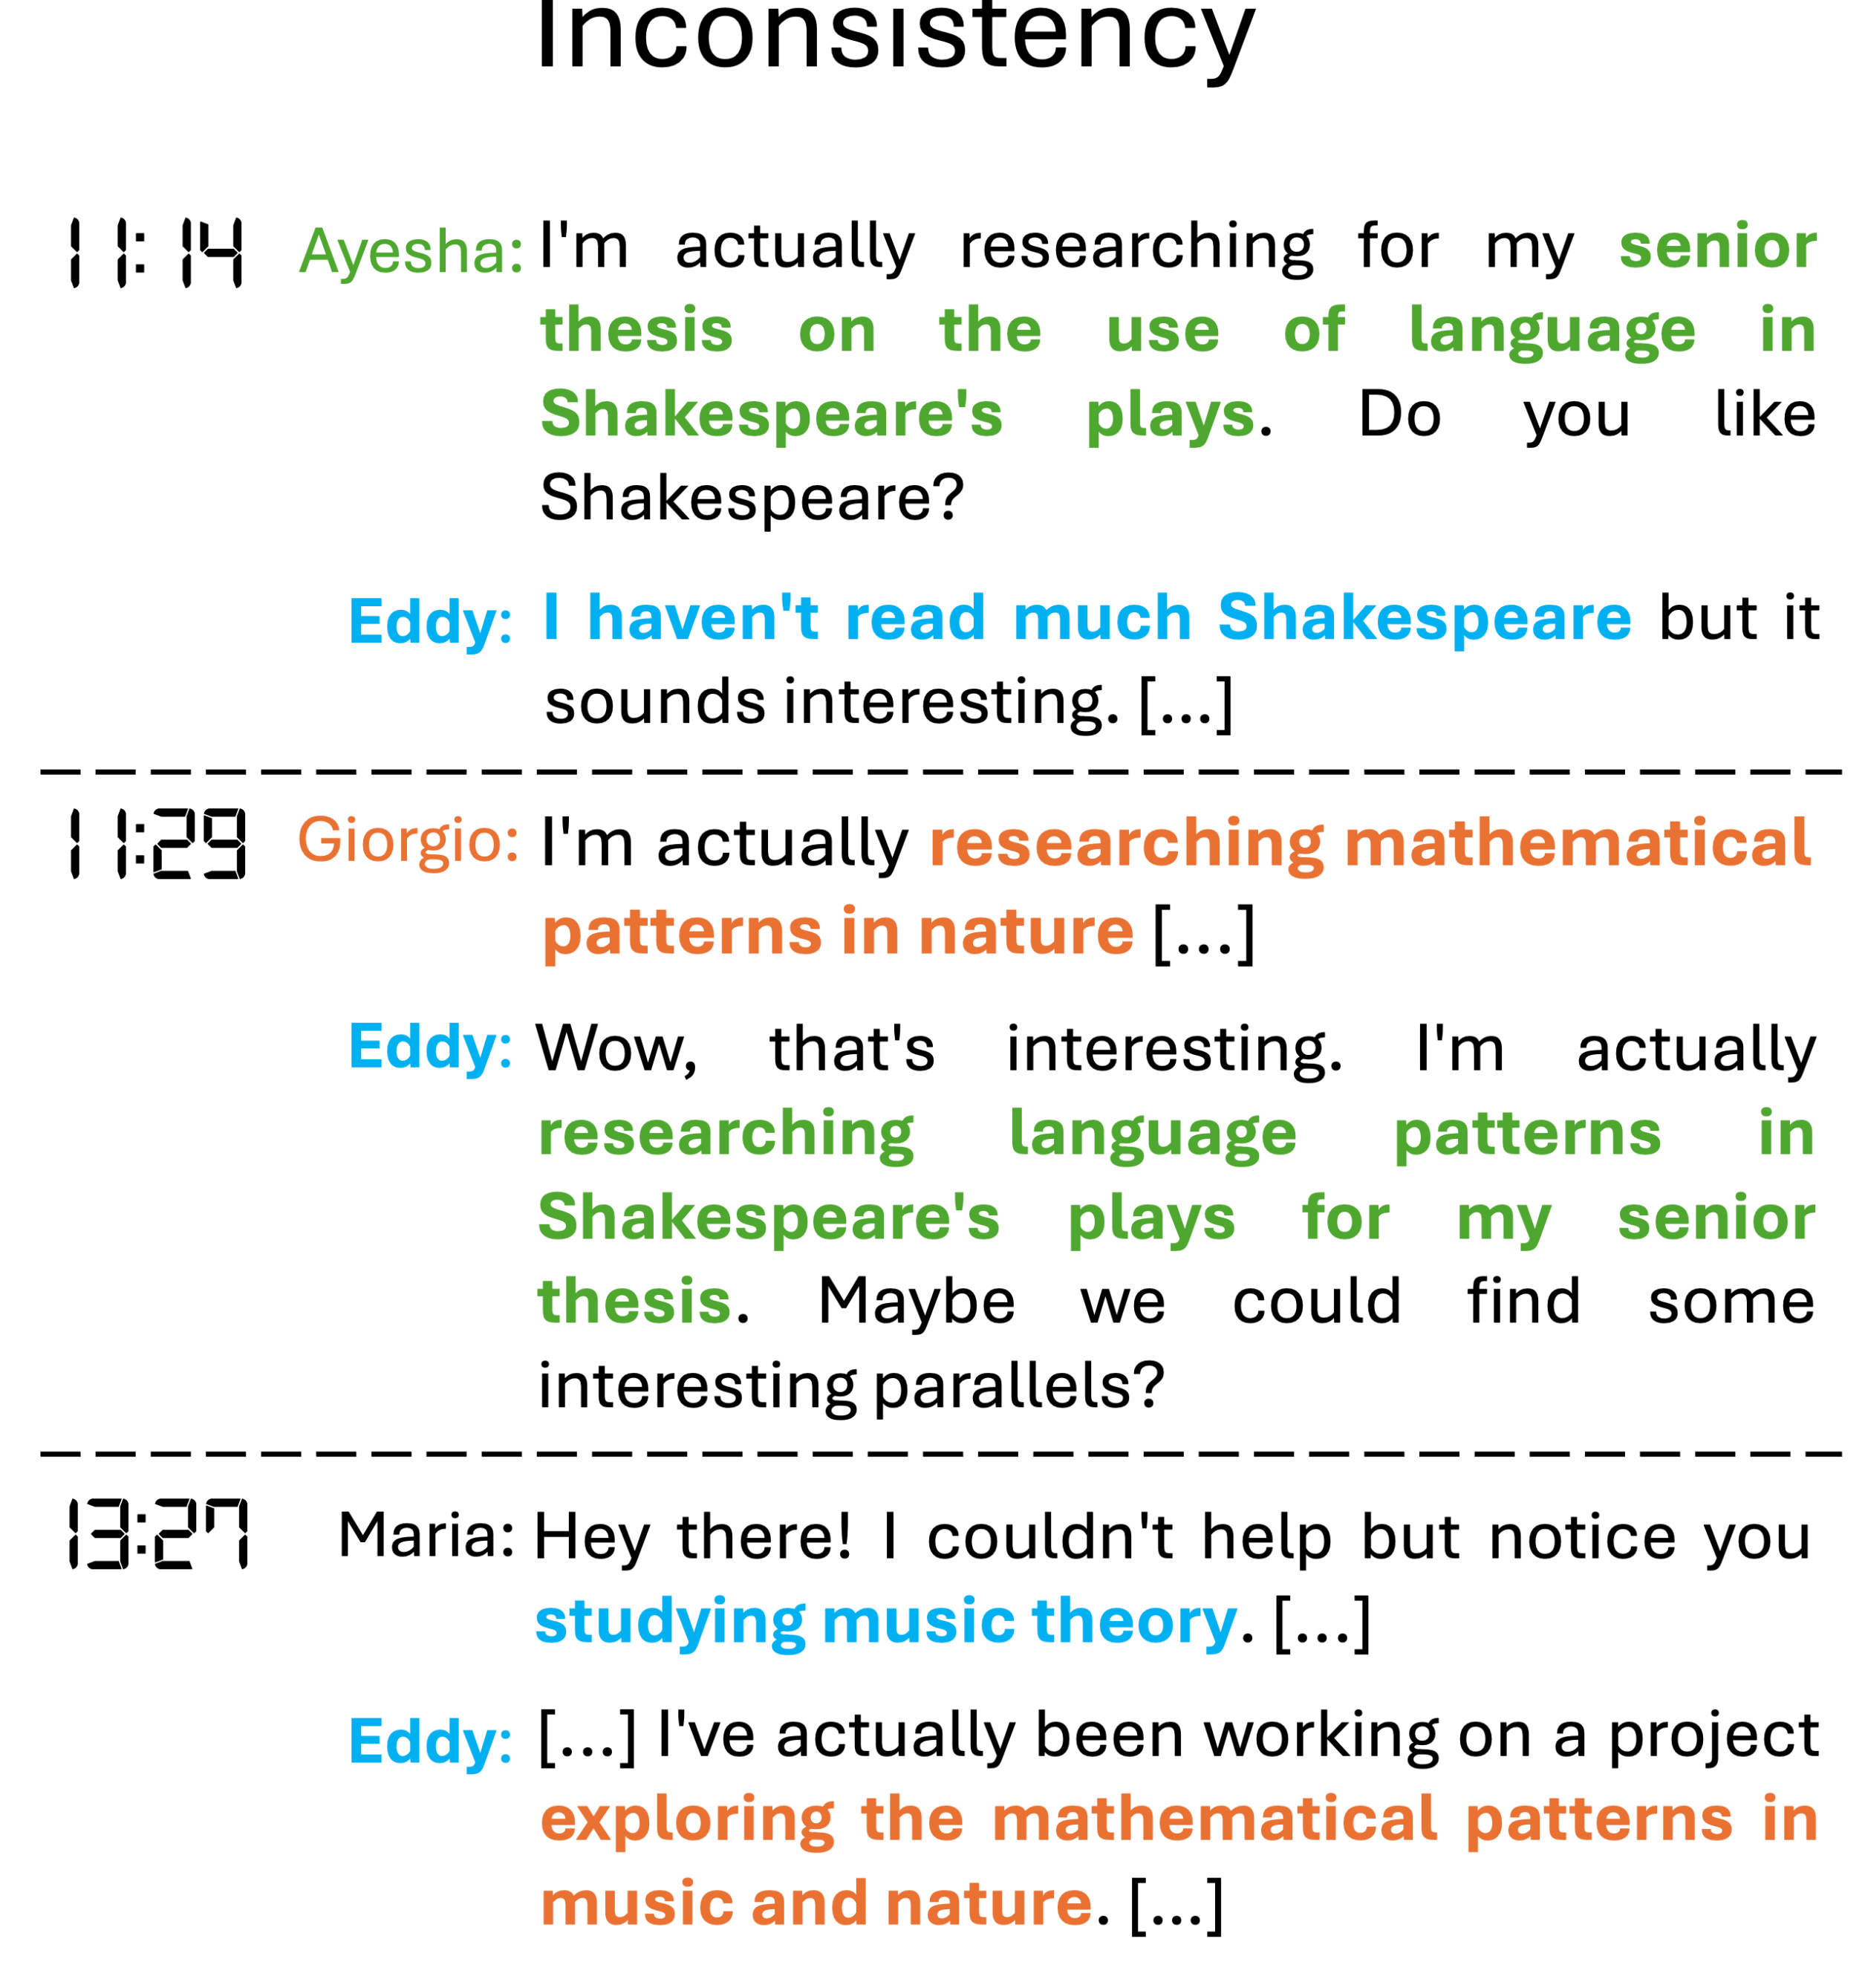 Inconsistency
11:14 Ayesha: I'm actually researching for my senior
thesis on the use of language in
Shakespeare's plays. Do you like
Shakespeare?
Eddy: I haven't read much Shakespeare but it
sounds interesting. [...]
11:29 Giorgio: I'm actually researching mathematical
patterns in nature [...]
Eddy: Wow, that's interesting. I'm actually
researching language patterns in
Shakespeare's plays for my senior
thesis. Maybe we could find some
interesting parallels?
13:27 Maria: Hey there! I couldn't help but notice you
studying music theory. [...]
Eddy: [...] I've actually been working on a project
exploring the mathematical patterns in
music and nature. [...]